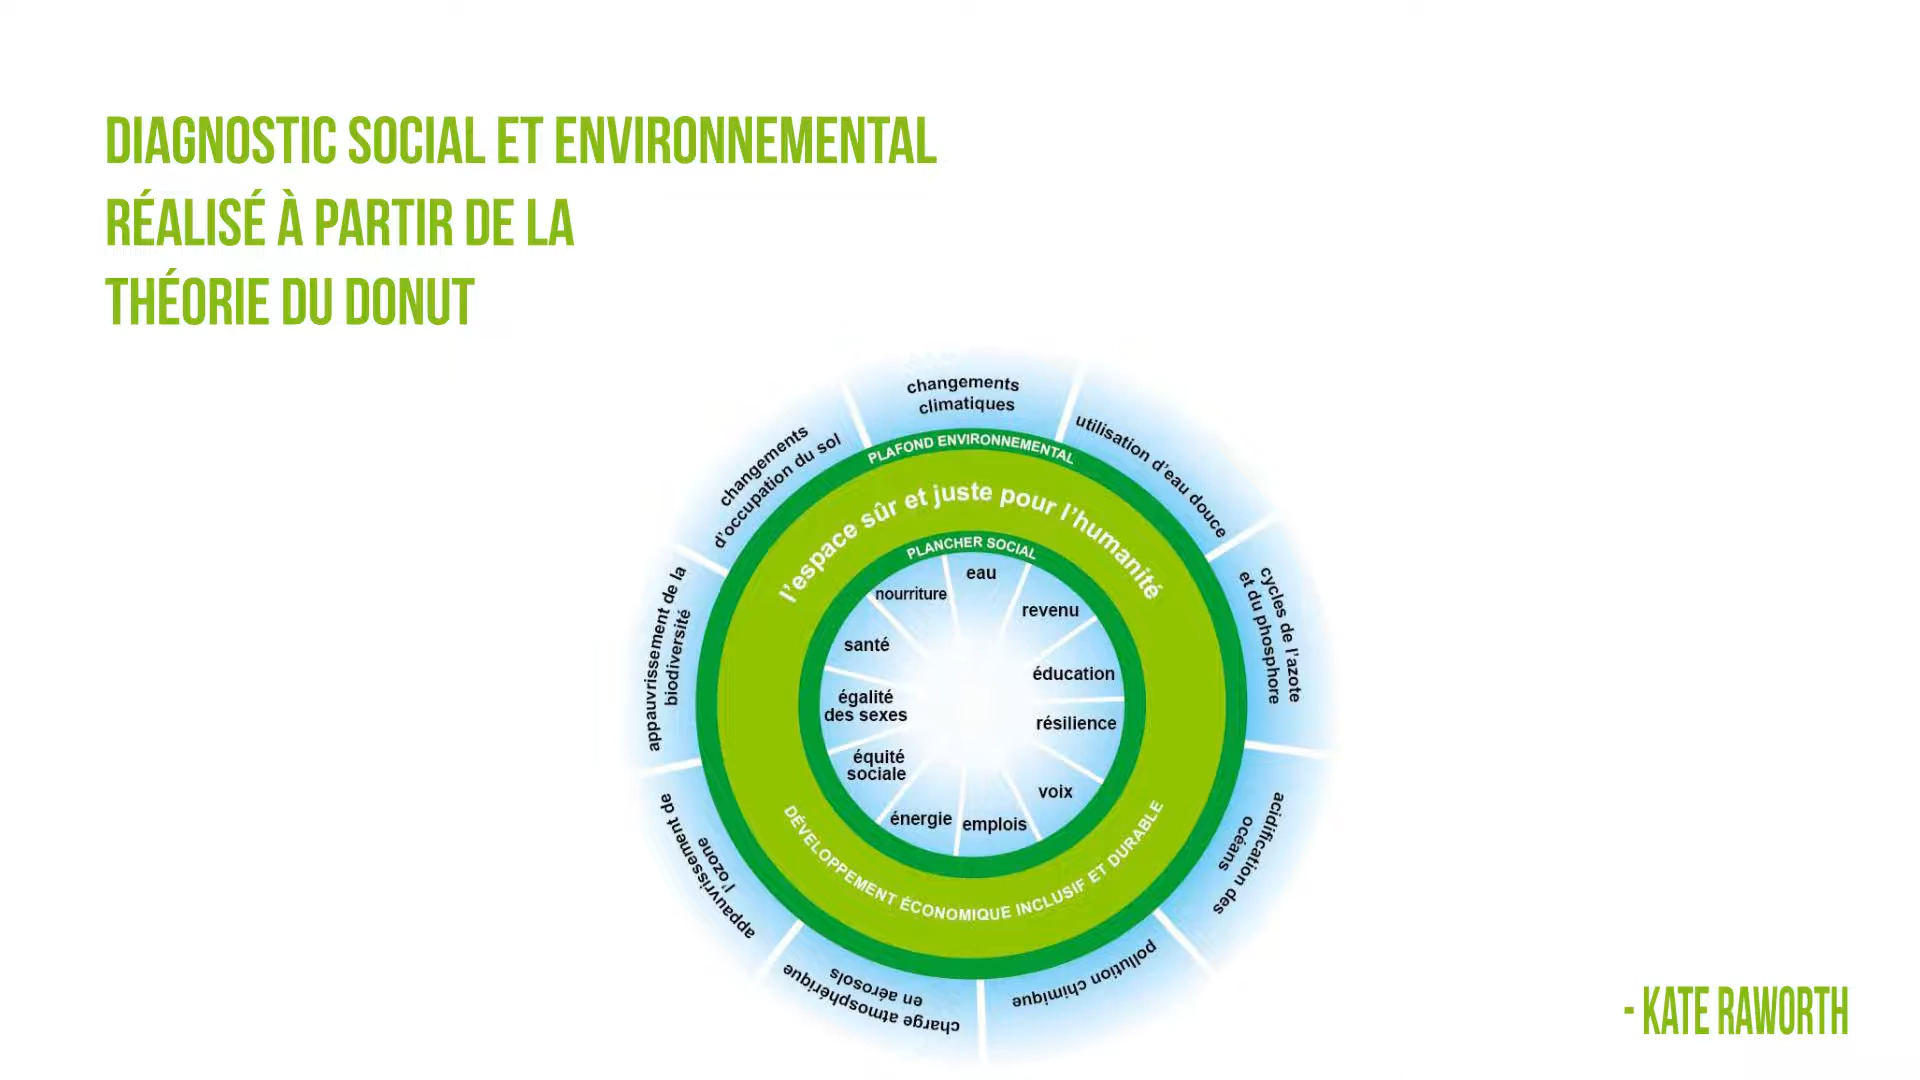 DIAGNOSTIC SOCIAL ET ENVIRONNEMENTAL
RÉALISÉ À PARTIR DE LA
THÉORIE DU DONUT
changements
climatiques
utilisation d'eau douce
cycles de l'azote
et du phosphore
acidification des
océans
pollution chimique
charge atmosphérique
en aérosols
appauvrissement de
l'ozone
appauvrissement de la
biodiversité
changements
d'occupation du sol
PLAFOND ENVIRONNEMENTAL
l'espace sûr et juste pour l'humanité
PLANCHER SOCIAL
eau
revenu
éducation
résilience
voix
emplois
énergie
équité
sociale
égalité
des sexes
santé
nourriture
DÉVELOPPEMENT ÉCONOMIQUE INCLUSIF ET DURABLE
- KATE RAWORTH